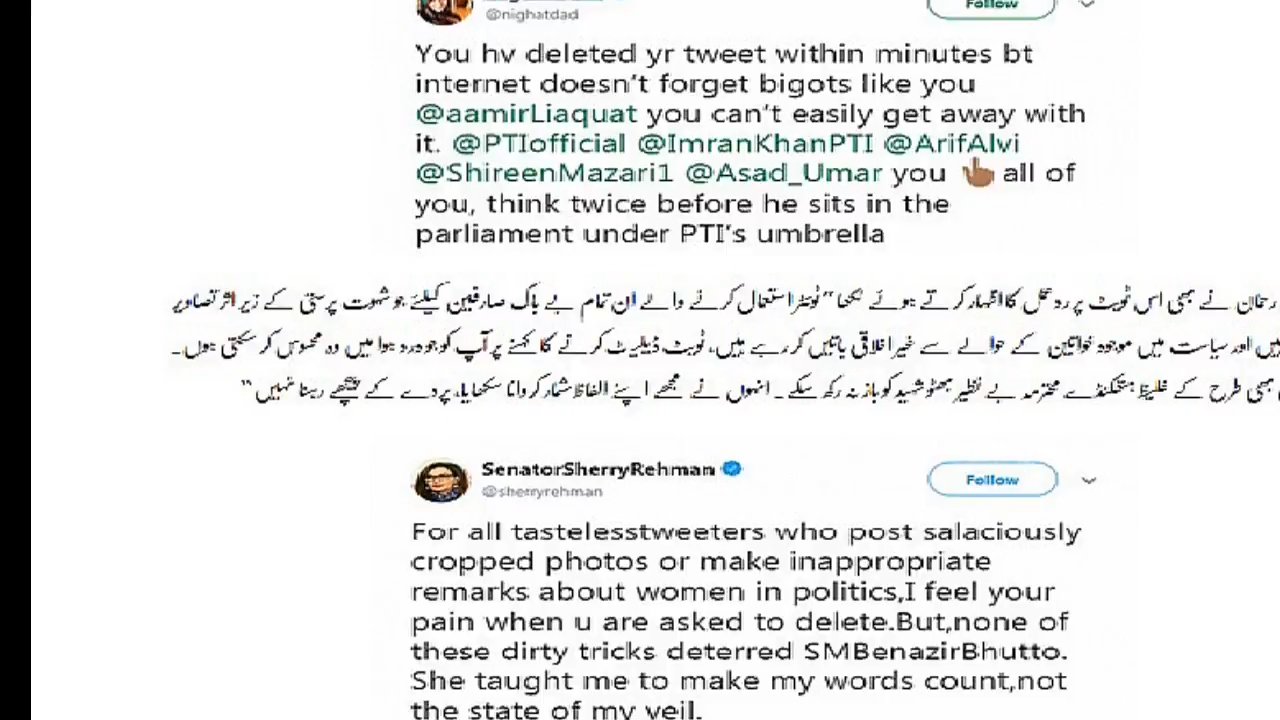 @nighatdad
Follow
You hv deleted yr tweet within minutes bt
internet doesn't forget bigots like you
@aamirLiaquat you can't easily get away with
it. @PTIofficial @ImranKhanPTI @ArifAlvi
@ShireenMazari1 @Asad_Umar you 👆🏾 all of
you, think twice before he sits in the
parliament under PTI's umbrella
رحمان نے بھی اس ٹویٹ پر ردعمل کا اظہار کرتے ہوئے لکھا "ٹوئٹر استعمال کرنے والے ان تمام بے باک صارفین کیلئے جو شہوت پرستی کے زیر اثر تصاویر
ہیں اور سیاست میں موجود خواتین کے حوالے سے غیر اخلاقی باتیں کر رہے ہیں، ٹویٹ ڈیلیٹ کرنے کا کہنے پر آپ کو جو درد ہوا میں وہ محسوس کر سکتی ہوں۔
بھی طرح کے غلیظ ہتھکنڈے محترمہ بے نظیر بھٹو شہید کو باز نہ رکھ سکے۔ انہوں نے مجھے اپنے الفاظ شمار کروانا سکھایا، پردے کے پیچھے رہنا نہیں"
SenatorSherryRehman
@sherryrehman
Follow
For all tastelesstweeters who post salaciously
cropped photos or make inappropriate
remarks about women in politics,I feel your
pain when u are asked to delete.But,none of
these dirty tricks deterred SMBenazirBhutto.
She taught me to make my words count,not
the state of my veil.